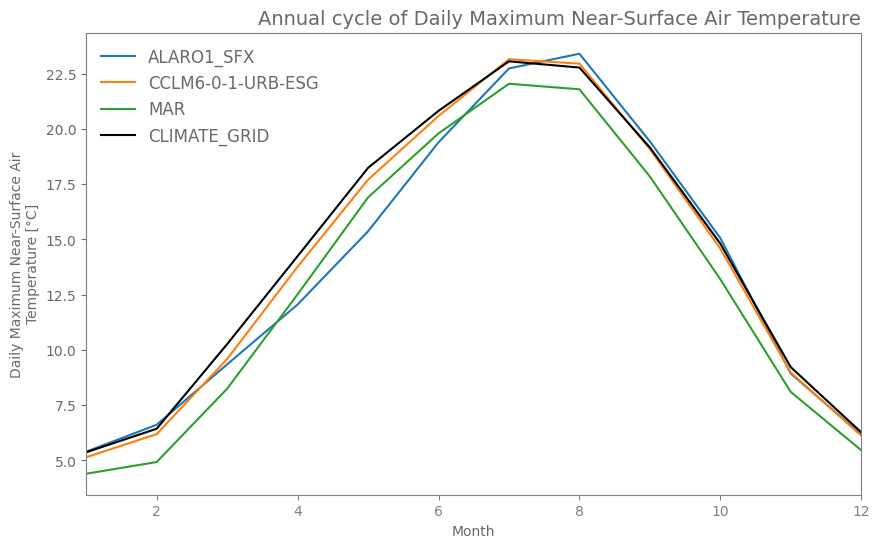 Annual cycle of Daily Maximum Near-Surface Air Temperature
ALARO1_SFX
CCLM6-0-1-URB-ESG
MAR
CLIMATE_GRID
Daily Maximum Near-Surface Air
Temperature [°C]
22.5
20.0
17.5
15.0
12.5
10.0
7.5
5.0
2
4
6
8
10
12
Month